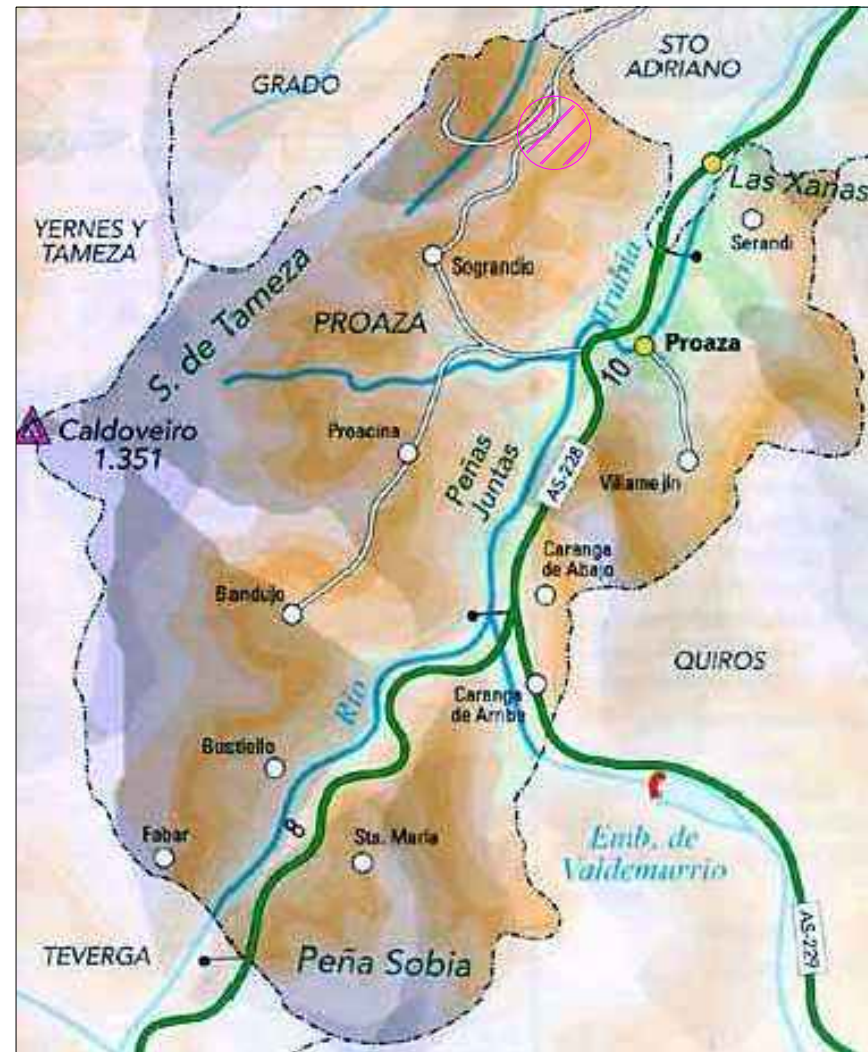 STO
ADRIANO
GRADO
Las Xanas
Serandi
YERNES Y
TAMEZA
Sograndio
S. de Tameza
PROAZA
Trubia
Proaza
10
Caldoveiro
1.351
Proacina
Peñas
Juntas
AS-228
Villamejín
Caranga
de Abajo
Bandujo
QUIROS
Río
Caranga
de Arriba
Bustiello
8
Fabar
Sta. María
Emb. de
Valdemurrio
TEVERGA
Peña Sobia
AS-229